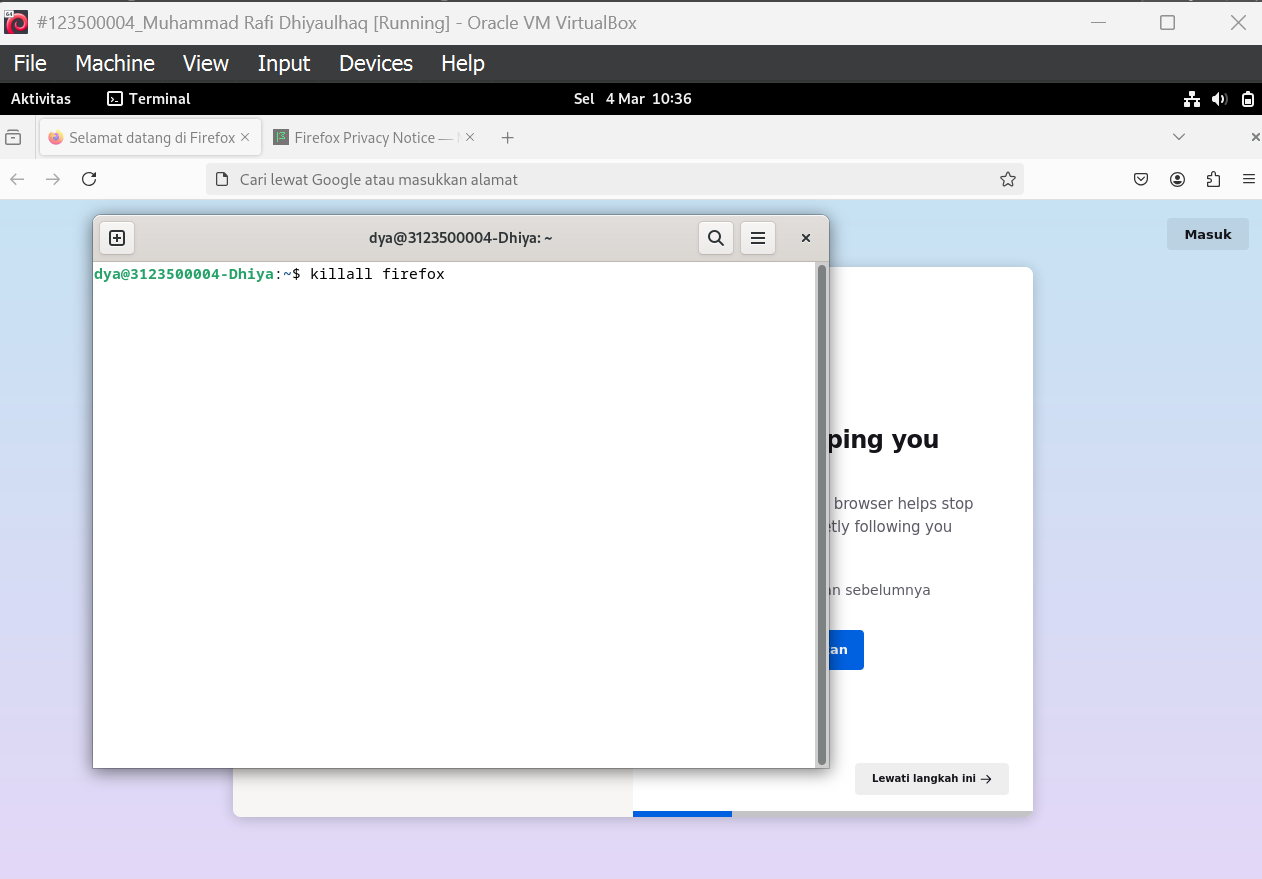 #123500004_Muhammad Rafi Dhiyaulhaq [Running] - Oracle VM VirtualBox
File Machine View Input Devices Help
Aktivitas Terminal Sel 4 Mar 10:36
Selamat datang di Firefox Firefox Privacy Notice —
Cari lewat Google atau masukkan alamat
Masuk
dya@3123500004-Dhiya: ~
dya@3123500004-Dhiya:~$ killall firefox
ping you
browser helps stop
etly following you
an sebelumnya
kan
Lewati langkah ini →